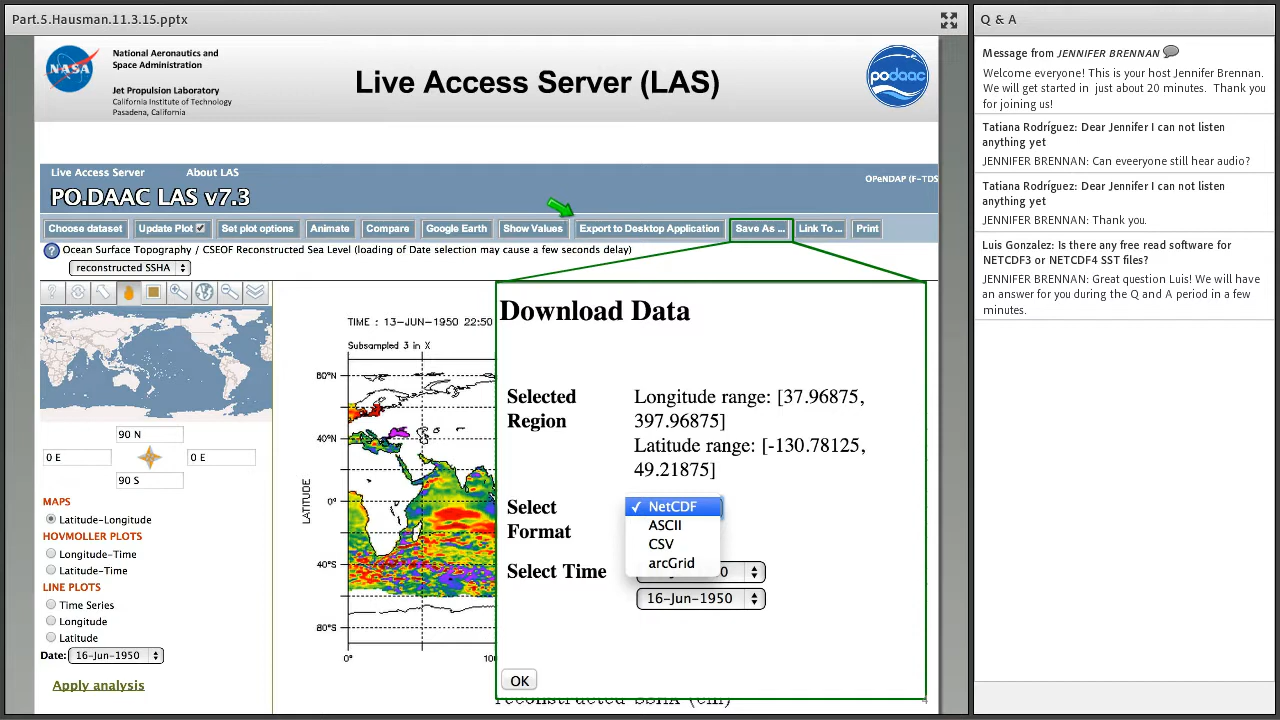 Part.5.Hausman.11.3.15.pptx
NASA
National Aeronautics and
Space Administration
Jet Propulsion Laboratory
California Institute of Technology
Pasadena, California
Live Access Server (LAS)
podaac
Live Access Server
About LAS
OPeNDAP (F-TDS
PO.DAAC LAS v7.3
Choose dataset
Update Plot
Set plot options
Animate
Compare
Google Earth
Show Values
Export to Desktop Application
Save As ...
Link To ...
Print
Ocean Surface Topography / CSEOF Reconstructed Sea Level (loading of Date selection may cause a few seconds delay)
reconstructed SSHA
90 N
0 E
0 E
90 S
MAPS
Latitude-Longitude
HOVMOLLER PLOTS
Longitude-Time
Latitude-Time
LINE PLOTS
Time Series
Longitude
Latitude
Date: 16-Jun-1950
Apply analysis
TIME : 13-JUN-1950 22:50
Subsampled 3 in X
LATITUDE
80°N
40°N
0°
40°S
80°S
0°
100
Download Data
Selected
Region
Longitude range: [37.96875,
397.96875]
Latitude range: [-130.78125,
49.21875]
Select
Format
✓ NetCDF
ASCII
CSV
arcGrid
Select Time
0
16-Jun-1950
OK
reconstructed SSHA (cm)
4
Q & A
Message from JENNIFER BRENNAN
Welcome everyone! This is your host Jennifer Brennan.
We will get started in just about 20 minutes. Thank you
for joining us!
Tatiana Rodríguez: Dear Jennifer I can not listen
anything yet
JENNIFER BRENNAN: Can eveeryone still hear audio?
Tatiana Rodríguez: Dear Jennifer I can not listen
anything yet
JENNIFER BRENNAN: Thank you.
Luis Gonzalez: Is there any free read software for
NETCDF3 or NETCDF4 SST files?
JENNIFER BRENNAN: Great question Luis! We will have
an answer for you during the Q and A period in a few
minutes.